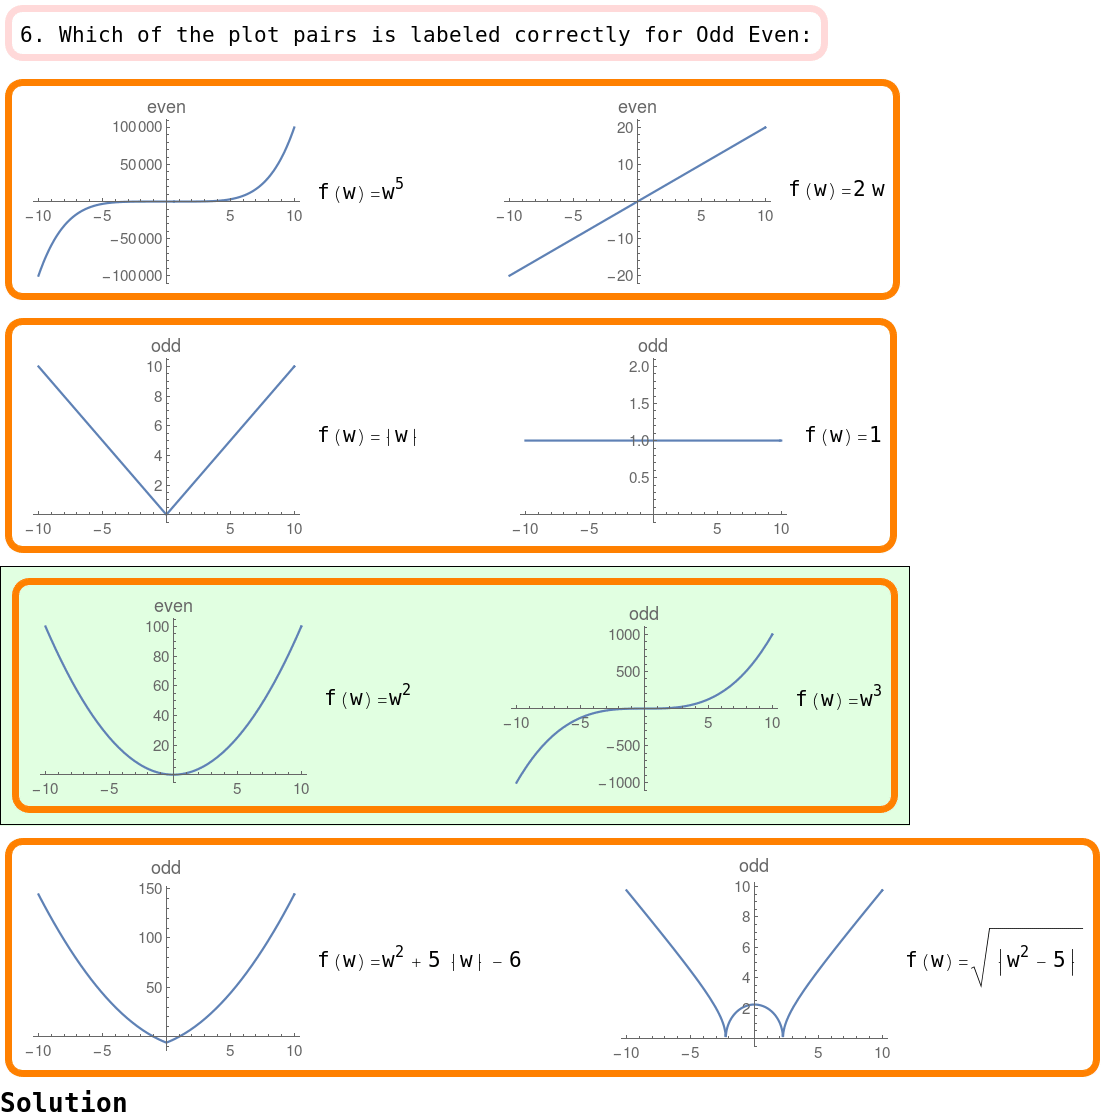 6. Which of the plot pairs is labeled correctly for Odd Even:
even
100 000
50 000
-10 -5 5 10
-50 000
-100 000
f (w) = w^5
even
20
10
-10 -5 5 10
-10
-20
f (w) = 2 w
odd
10
8
6
4
2
-10 -5 5 10
f (w) = |w|
odd
2.0
1.5
1.0
0.5
-10 -5 5 10
f (w) = 1
even
100
80
60
40
20
-10 -5 5 10
f (w) = w^2
odd
1000
500
-10 -5 5 10
-500
-1000
f (w) = w^3
odd
150
100
50
-10 -5 5 10
f (w) = w^2 + 5 |w| - 6
odd
10
8
6
4
2
-10 -5 5 10
f (w) = √|w^2 - 5|
Solution